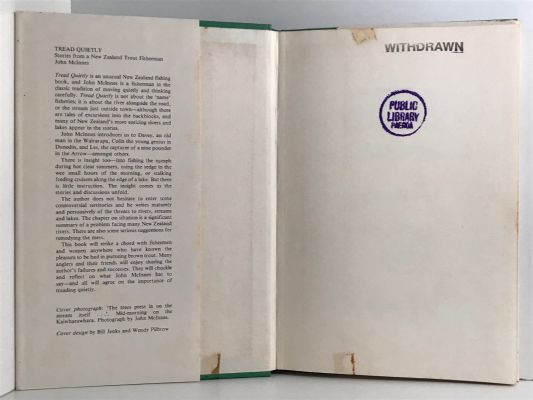 TREAD QUIETLY
Stories from a New Zealand Trout Fisherman
John McInnes
Tread Quietly is an unusual New Zealand fishing
book, and John McInnes is a fisherman in the
classic tradition of moving quietly and thinking
carefully. Tread Quietly is not about the 'name'
fisheries; it is about the river alongside the road,
or the stream just outside town—although there
are tales of excursions into the backblocks, and
many of New Zealand's more enticing rivers and
lakes appear in the stories.
John McInnes introduces us to Davey, an old
man in the Wairarapa, Colin the young genius in
Dunedin, and Les, the capturer of a nine pounder
in the Arrow—amongst others.
There is insight too—into fishing the nymph
during hot clear summers, using the sedge in the
wee small hours of the morning, or stalking
feeding cruisers along the edge of a lake. But there
is little instruction. The insight comes as the
stories and discussions unfold.
The author does not hesitate to enter some
controversial territories and he writes maturely
and persuasively of the threats to rivers, streams
and lakes. The chapter on siltation is a significant
summary of a problem facing many New Zealand
rivers. There are also some serious suggestions for
remedying the mess.
This book will strike a chord with fishermen
and women anywhere who have known the
pleasure to be had in pursuing brown trout. Many
anglers and their friends will enjoy sharing the
author's failures and successes. They will chuckle
and reflect on what John McInnes has to
say—and all will agree on the importance of
treading quietly.
Cover photograph: 'The trees press in on the
stream itself . . .'. Mid-morning on the
Kaiwharawhara. Photograph by John McInnes.
Cover design by Bill Jenks and Wendy Pilbrow
WITHDRAWN
PUBLIC
LIBRARY
PAEROA